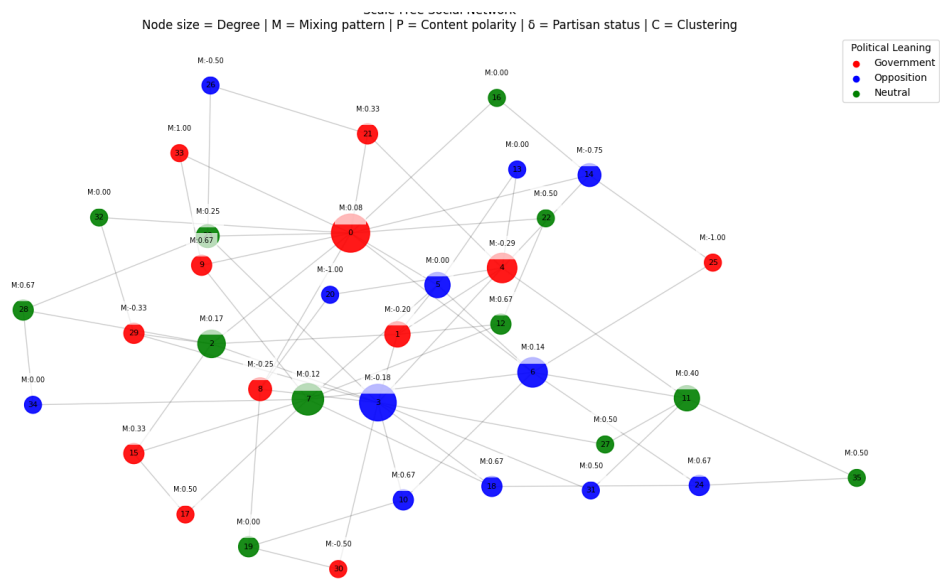 Scale-Free Social Network
Node size = Degree | M = Mixing pattern | P = Content polarity | δ = Partisan status | C = Clustering
Political Leaning
Government
Opposition
Neutral
M:-0.50
26
M:0.00
16
M:0.33
21
M:1.00
33
M:0.00
13
M:-0.75
14
M:0.00
32
M:0.25
M:0.50
22
M:0.08
0
M:0.67
9
M:-0.29
4
M:-1.00
25
M:-1.00
20
M:0.00
5
M:0.67
28
M:-0.33
29
M:-0.20
1
M:0.67
12
M:0.17
2
M:-0.25
8
M:0.12
7
M:-0.18
3
M:0.14
6
M:0.40
11
M:0.00
34
M:0.33
15
M:0.50
27
M:0.50
17
M:0.67
M:0.67
18
M:0.50
31
M:0.67
24
M:0.50
35
M:0.00
19
M:-0.50
30